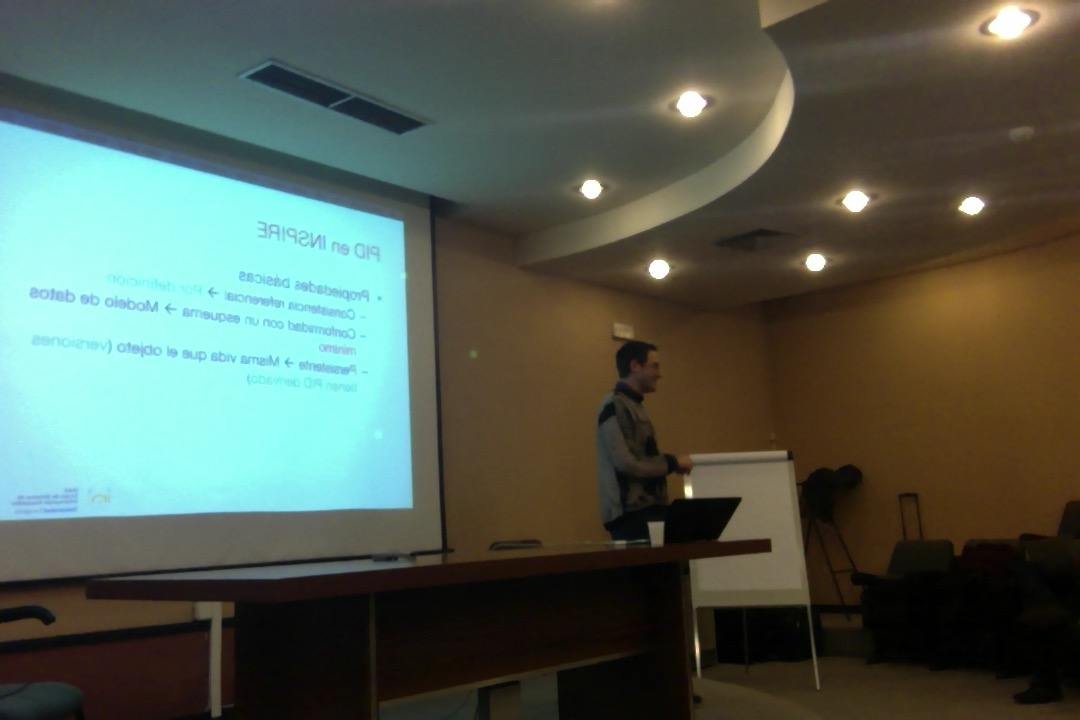 PID en INSPIRE
• Propiedades básicas
– Consistencia referencial → Por definición
– Conformidad con un esquema → Modelo de datos
mínimo
– Persistente → Misma vida que el objeto (versiones
tienen PID derivado)